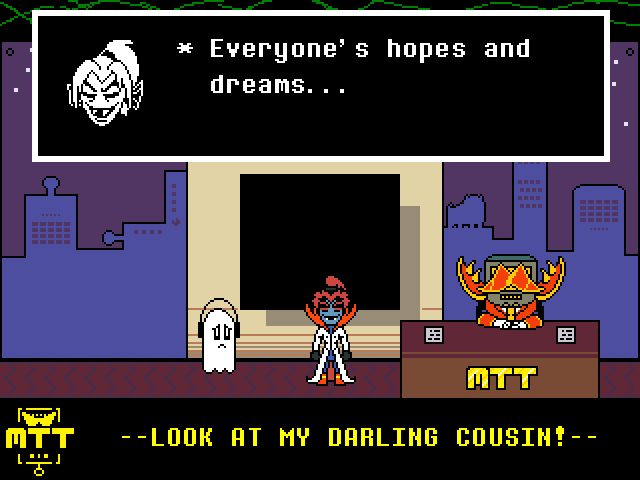 * Everyone's hopes and
dreams...
MTT
MTT
--LOOK AT MY DARLING COUSIN!--